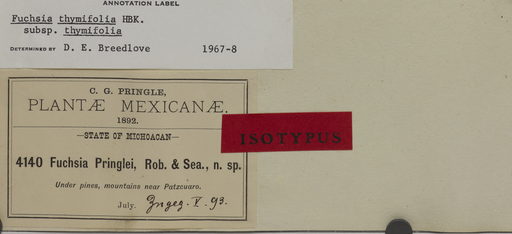 ANNOTATION LABEL
Fuchsia thymifolia HBK.
subsp. thymifolia
DETERMINED BY D. E. Breedlove 1967-8
C. G. PRINGLE,
PLANTÆ MEXICANÆ.
1892.
—STATE OF MICHOACAN—
ISOTYPUS
4140 Fuchsia Pringlei, Rob. & Sea., n. sp.
Under pines, mountains near Patzcuaro.
July. V. 93.